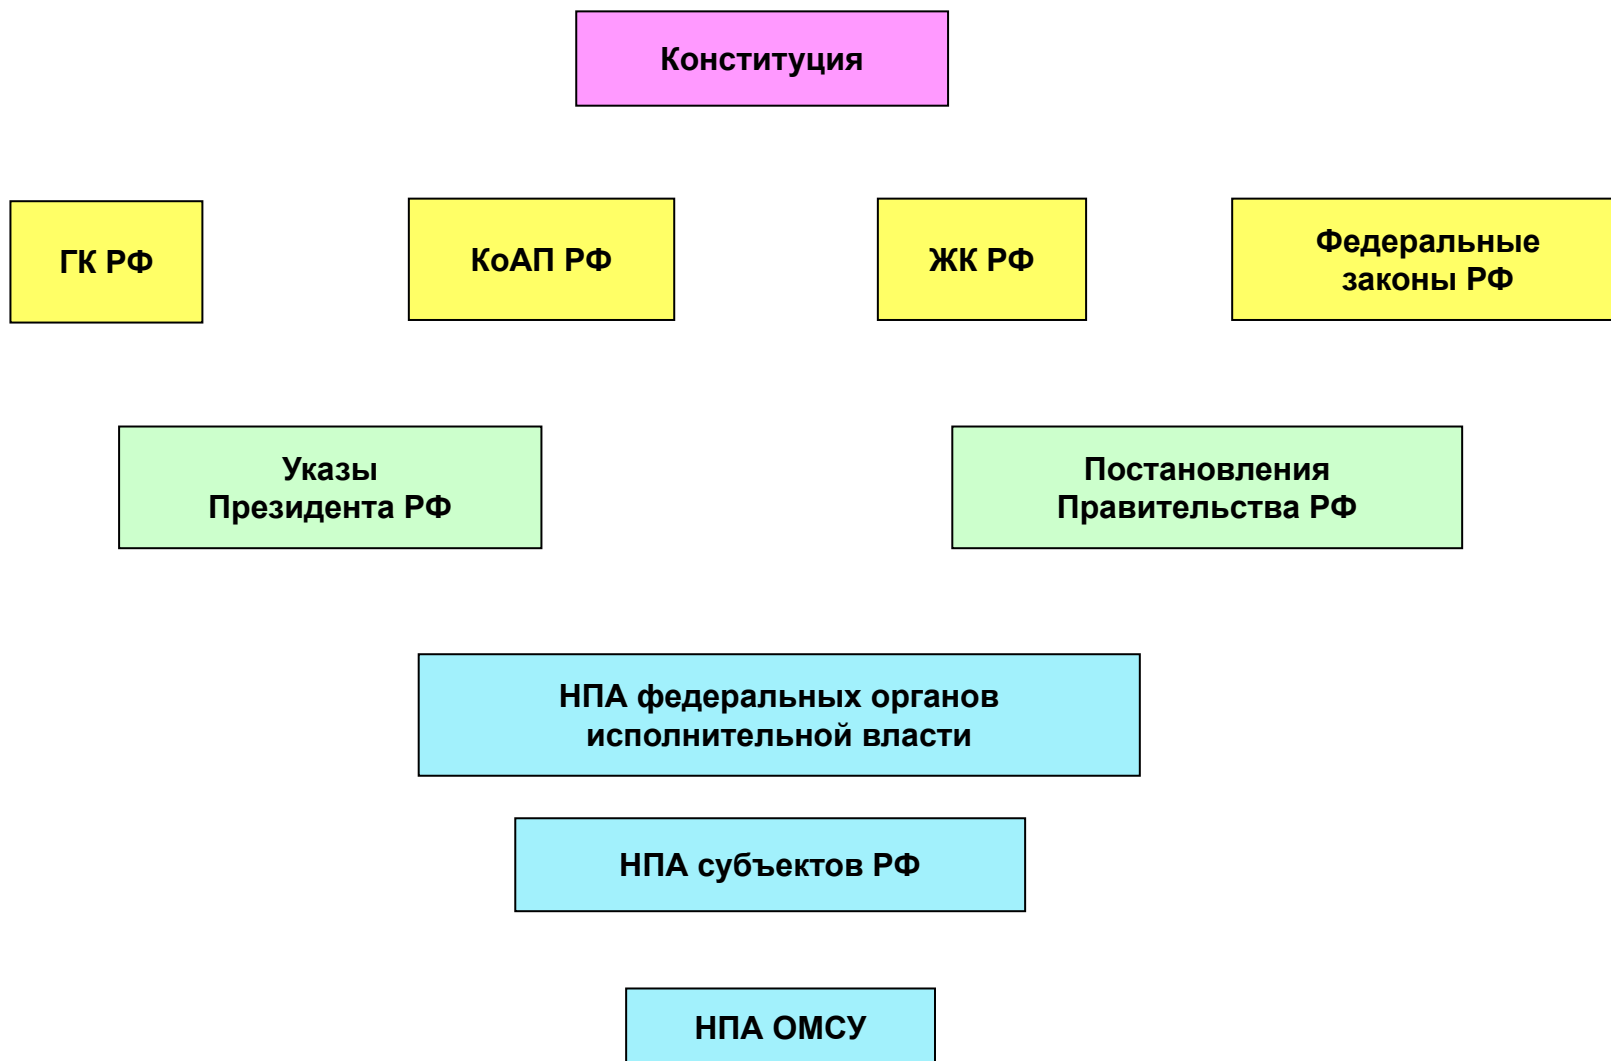 Конституция
ГК РФ
КоАП РФ
ЖК РФ
Федеральные
законы РФ
Указы
Президента РФ
Постановления
Правительства РФ
НПА федеральных органов
исполнительной власти
НПА субъектов РФ
НПА ОМСУ